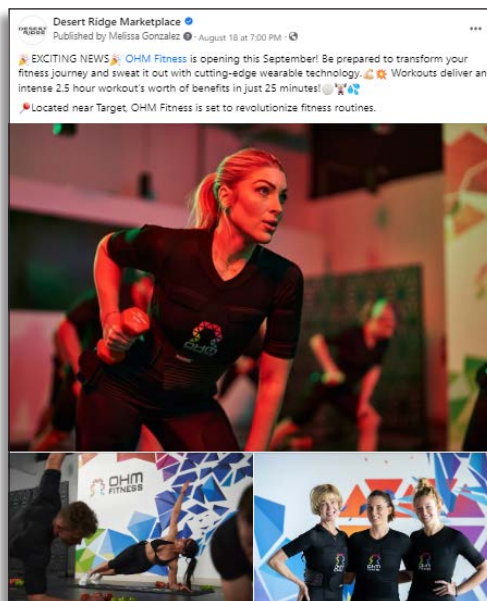 DESERT
RIDGE
Desert Ridge Marketplace
Published by Melissa Gonzalez · August 18 at 7:00 PM ·
🎉EXCITING NEWS🎉 OHM Fitness is opening this September! Be prepared to transform your
fitness journey and sweat it out with cutting-edge wearable technology.💪💥 Workouts deliver an
intense 2.5 hour workout's worth of benefits in just 25 minutes!⚪🏋️💦
📍Located near Target, OHM Fitness is set to revolutionize fitness routines.
OHM
OHM
FITNESS